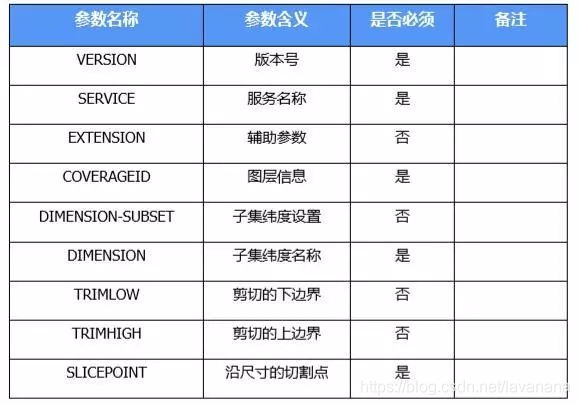 参数名称 参数含义 是否必须 备注
VERSION 版本号 是
SERVICE 服务名称 是
EXTENSION 辅助参数 否
COVERAGEID 图层信息 是
DIMENSION-SUBSET 子集纬度设置 否
DIMENSION 子集纬度名称 是
TRIMLOW 剪切的下边界 否
TRIMHIGH 剪切的上边界 否
SLICEPOINT 沿尺寸的切割点 是
https://blog.csdn.net/lavanana